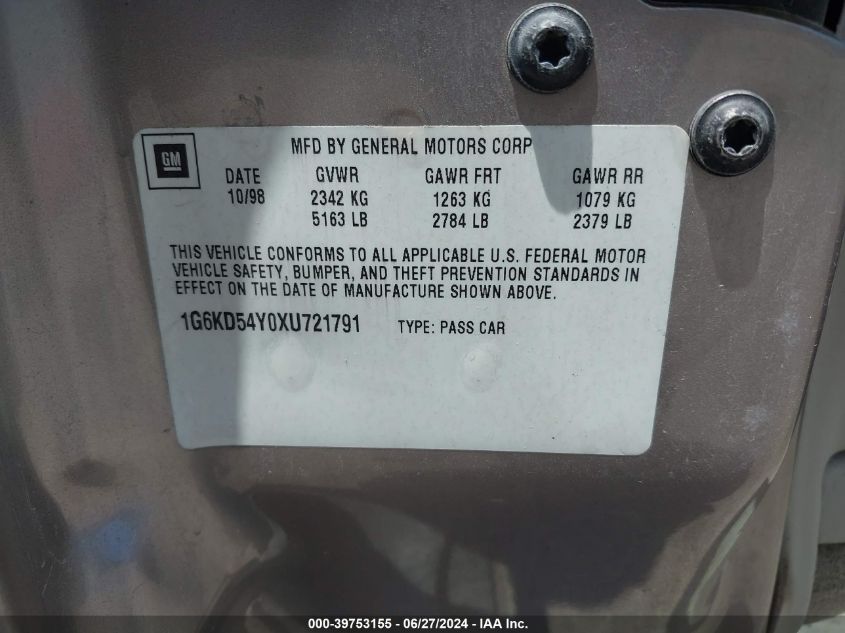 GM
MFD BY GENERAL MOTORS CORP
DATE GVWR GAWR FRT GAWR RR
10/98 2342 KG 1263 KG 1079 KG
5163 LB 2784 LB 2379 LB
THIS VEHICLE CONFORMS TO ALL APPLICABLE U.S. FEDERAL MOTOR
VEHICLE SAFETY, BUMPER, AND THEFT PREVENTION STANDARDS IN
EFFECT ON THE DATE OF MANUFACTURE SHOWN ABOVE.
1G6KD54Y0XU721791 TYPE: PASS CAR
000-39753155 - 06/27/2024 - IAA, Inc.